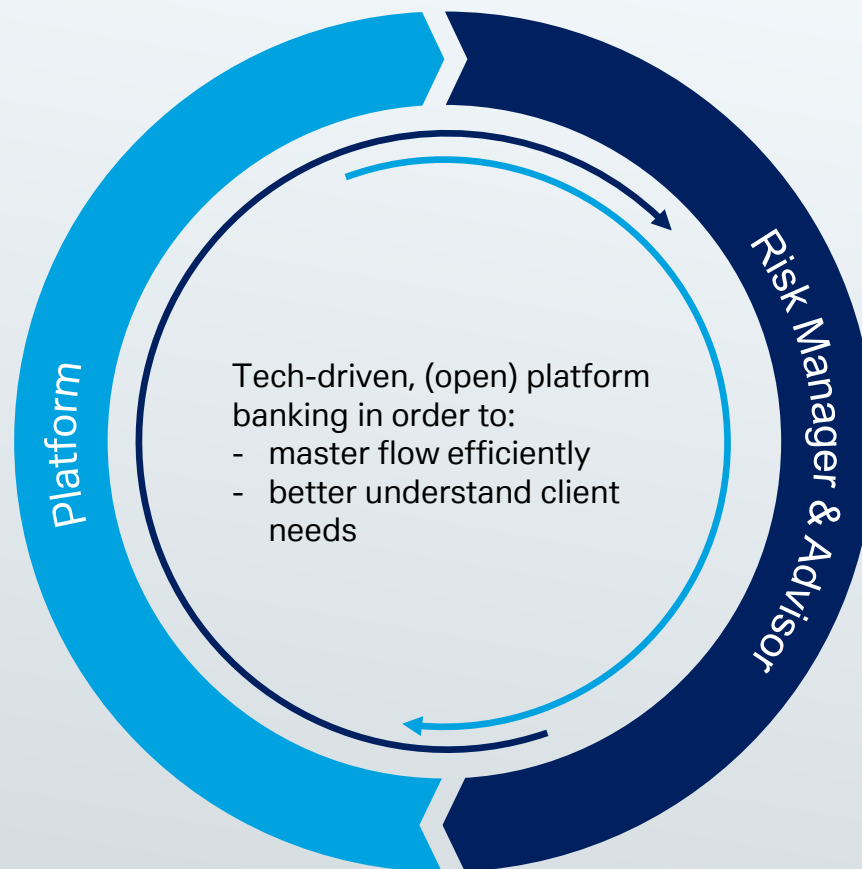 Platform
Tech-driven, (open) platform
banking in order to:
- master flow efficiently
- better understand client
needs
Risk Manager & Advisor